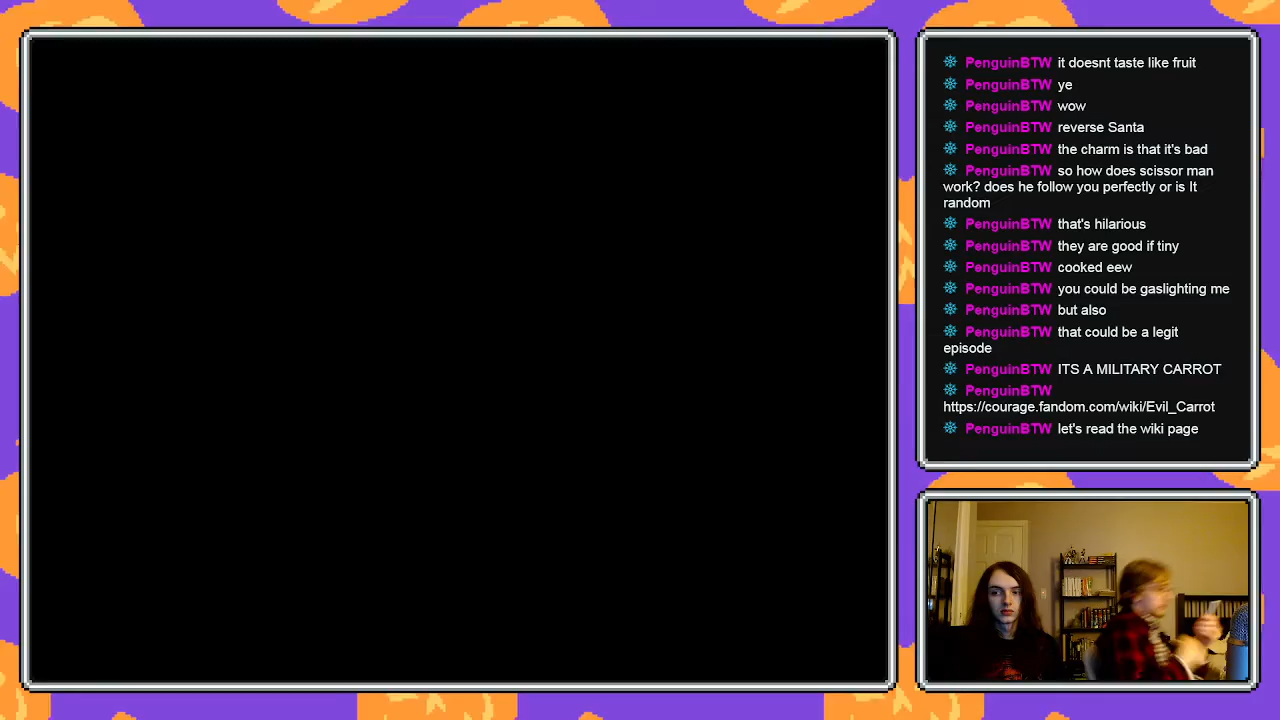 PenguinBTW it doesnt taste like fruit
PenguinBTW ye
PenguinBTW wow
PenguinBTW reverse Santa
PenguinBTW the charm is that it's bad
PenguinBTW so how does scissor man
work? does he follow you perfectly or is It
random
PenguinBTW that's hilarious
PenguinBTW they are good if tiny
PenguinBTW cooked eew
PenguinBTW you could be gaslighting me
PenguinBTW but also
PenguinBTW that could be a legit
episode
PenguinBTW ITS A MILITARY CARROT
PenguinBTW
https://courage.fandom.com/wiki/Evil_Carrot
PenguinBTW let's read the wiki page